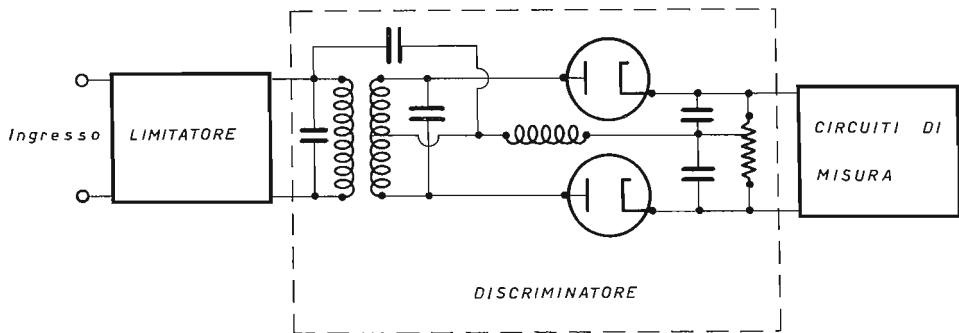 Ingresso
LIMITATORE
CIRCUITI DI
MISURA
DISCRIMINATORE